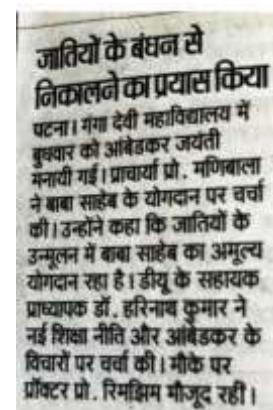 जातियों के बंधन से
निकालने का प्रयास किया
पटना। गंगा देवी महाविद्यालय में
बुधवार को आंबेडकर जयंती
मनायी गई। प्राचार्या प्रो. मणिबाला
ने बाबा साहेब के योगदान पर चर्चा
की। उन्होंने कहा कि जातियों के
उन्मूलन में बाबा साहेब का अमूल्य
योगदान रहा है। डीयू के सहायक
प्राध्यापक डॉ. हरिनाथ कुमार ने
नई शिक्षा नीति और आंबेडकर के
विचारों पर चर्चा की। मौके पर
प्रॉक्टर प्रो. रिमझिम मौजूद रही।